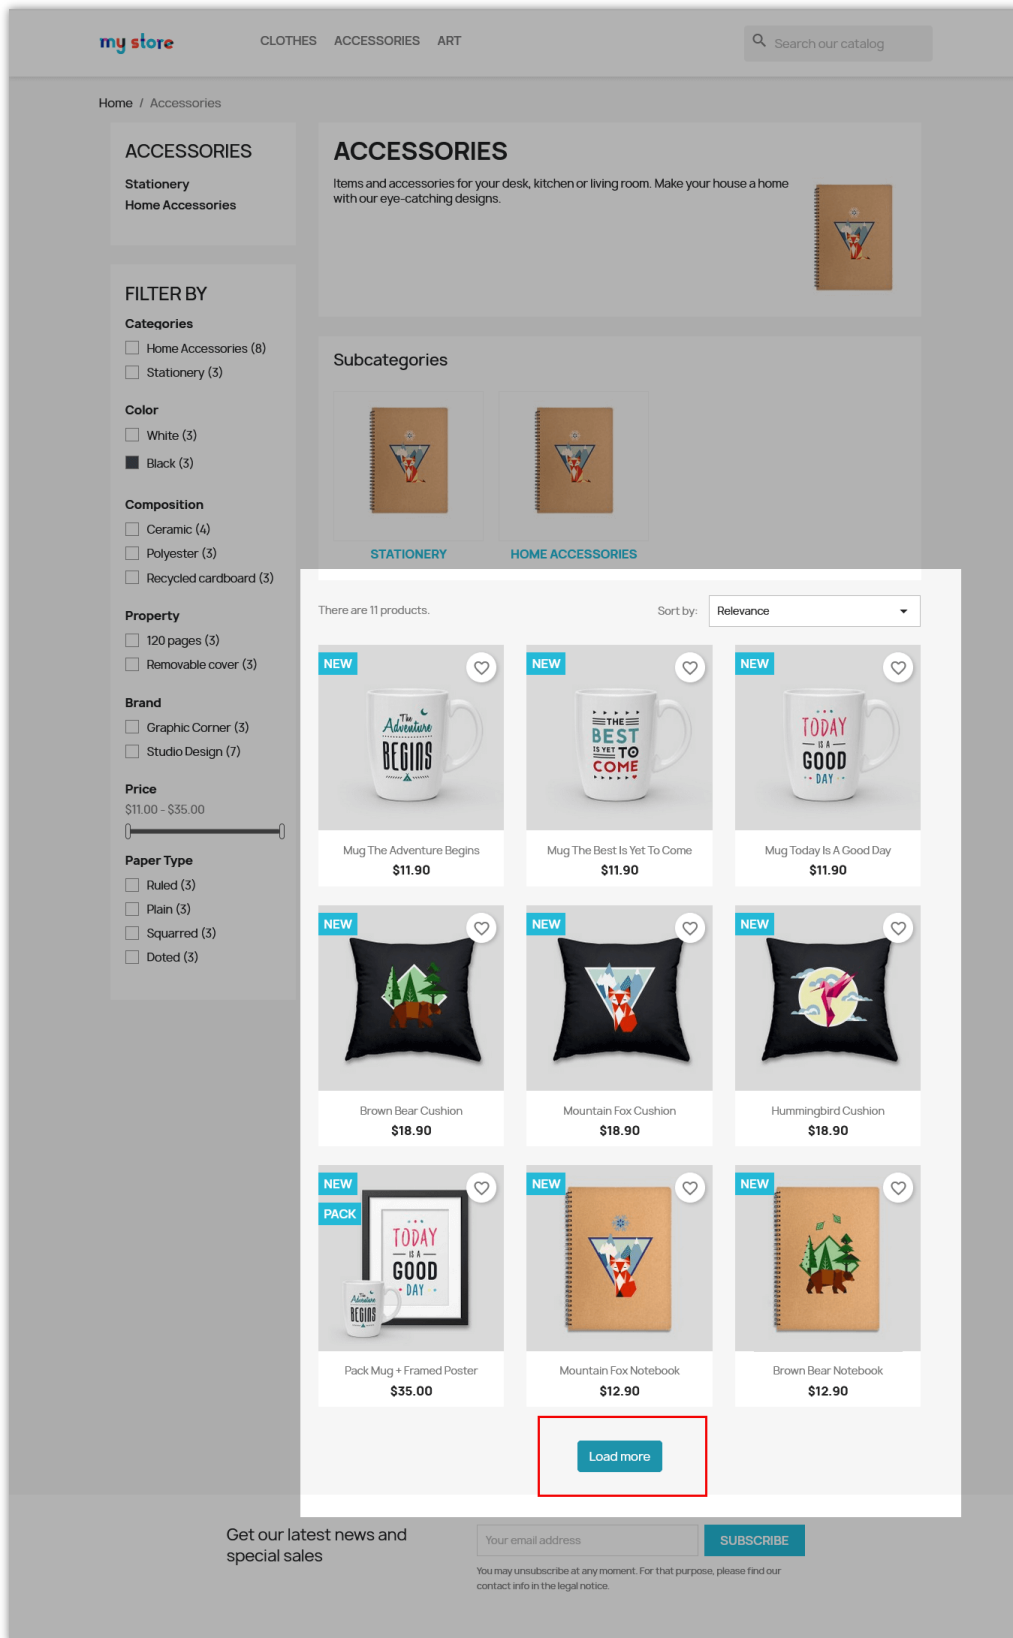 my store
CLOTHES ACCESSORIES ART
Search our catalog
Home / Accessories
ACCESSORIES
Stationery
Home Accessories
FILTER BY
Categories
Home Accessories (8)
Stationery (3)
Color
White (3)
Black (3)
Composition
Ceramic (4)
Polyester (3)
Recycled cardboard (3)
Property
120 pages (3)
Removable cover (3)
Brand
Graphic Corner (3)
Studio Design (7)
Price
$11.00 - $35.00
Paper Type
Ruled (3)
Plain (3)
Squarred (3)
Doted (3)
ACCESSORIES
Items and accessories for your desk, kitchen or living room. Make your house a home
with our eye-catching designs.
Subcategories
STATIONERY
HOME ACCESSORIES
There are 11 products.
Sort by: Relevance
NEW
The
Adventure
BEGINS
Mug The Adventure Begins
$11.90
NEW
THE
BEST
IS YET TO
COME
Mug The Best Is Yet To Come
$11.90
NEW
TODAY
IS A
GOOD
DAY
Mug Today Is A Good Day
$11.90
NEW
Brown Bear Cushion
$18.90
NEW
Mountain Fox Cushion
$18.90
NEW
Hummingbird Cushion
$18.90
NEW
PACK
TODAY
IS A
GOOD
DAY
The
Adventure
BEGINS
Pack Mug + Framed Poster
$35.00
NEW
Mountain Fox Notebook
$12.90
NEW
Brown Bear Notebook
$12.90
Load more
Get our latest news and
special sales
Your email address
SUBSCRIBE
You may unsubscribe at any moment. For that purpose, please find our
contact info in the legal notice.